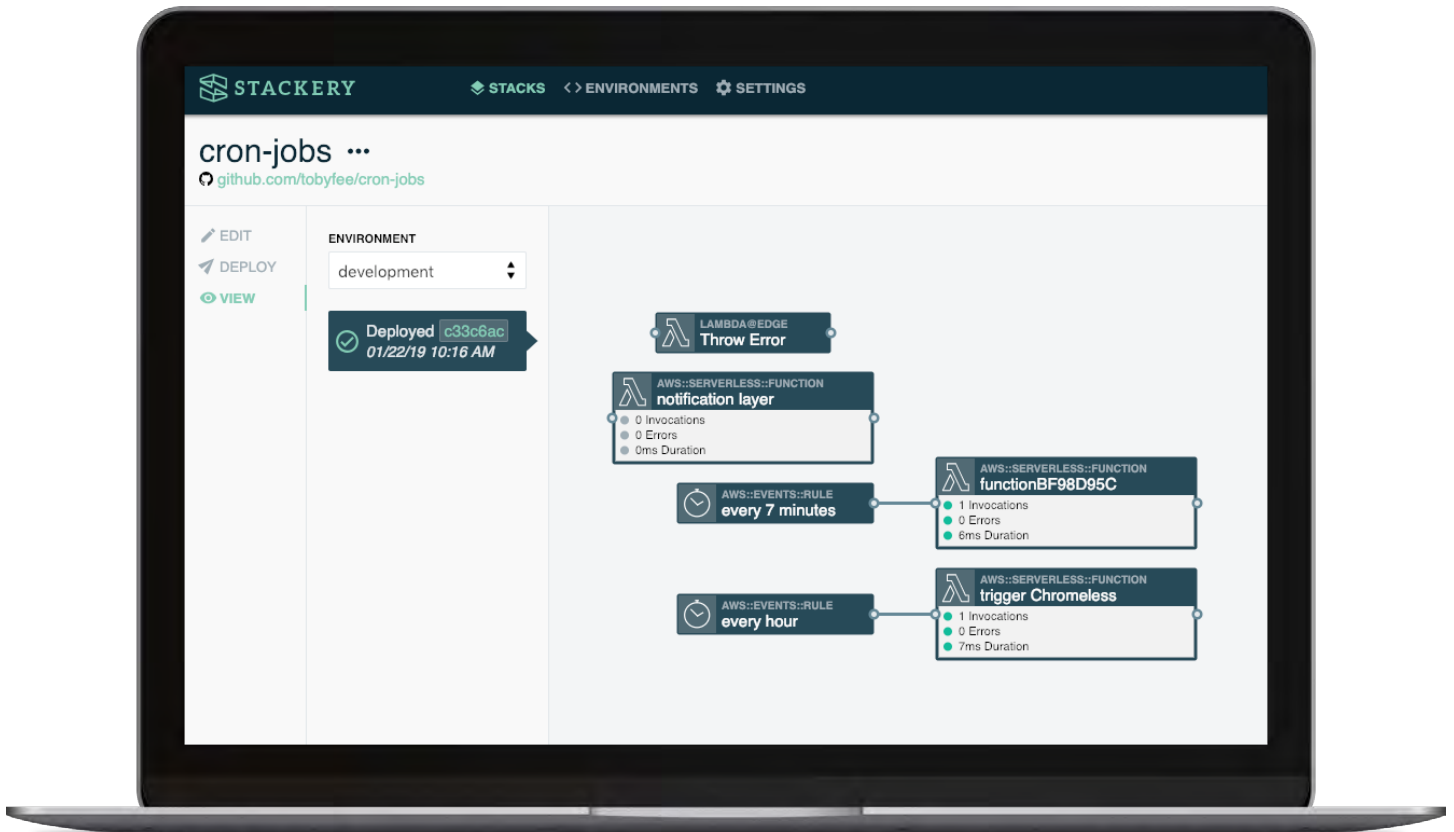 STACKERY
STACKS
ENVIRONMENTS
SETTINGS
cron-jobs •••
github.com/tobyfee/cron-jobs
EDIT
DEPLOY
VIEW
ENVIRONMENT
development
Deployed c33c6ac
01/22/19 10:16 AM
LAMBDA@EDGE
Throw Error
AWS::SERVERLESS::FUNCTION
notification layer
0 Invocations
0 Errors
0ms Duration
AWS::EVENTS::RULE
every 7 minutes
AWS::SERVERLESS::FUNCTION
functionBF98D95C
1 Invocations
0 Errors
6ms Duration
AWS::EVENTS::RULE
every hour
AWS::SERVERLESS::FUNCTION
trigger Chromeless
1 Invocations
0 Errors
7ms Duration